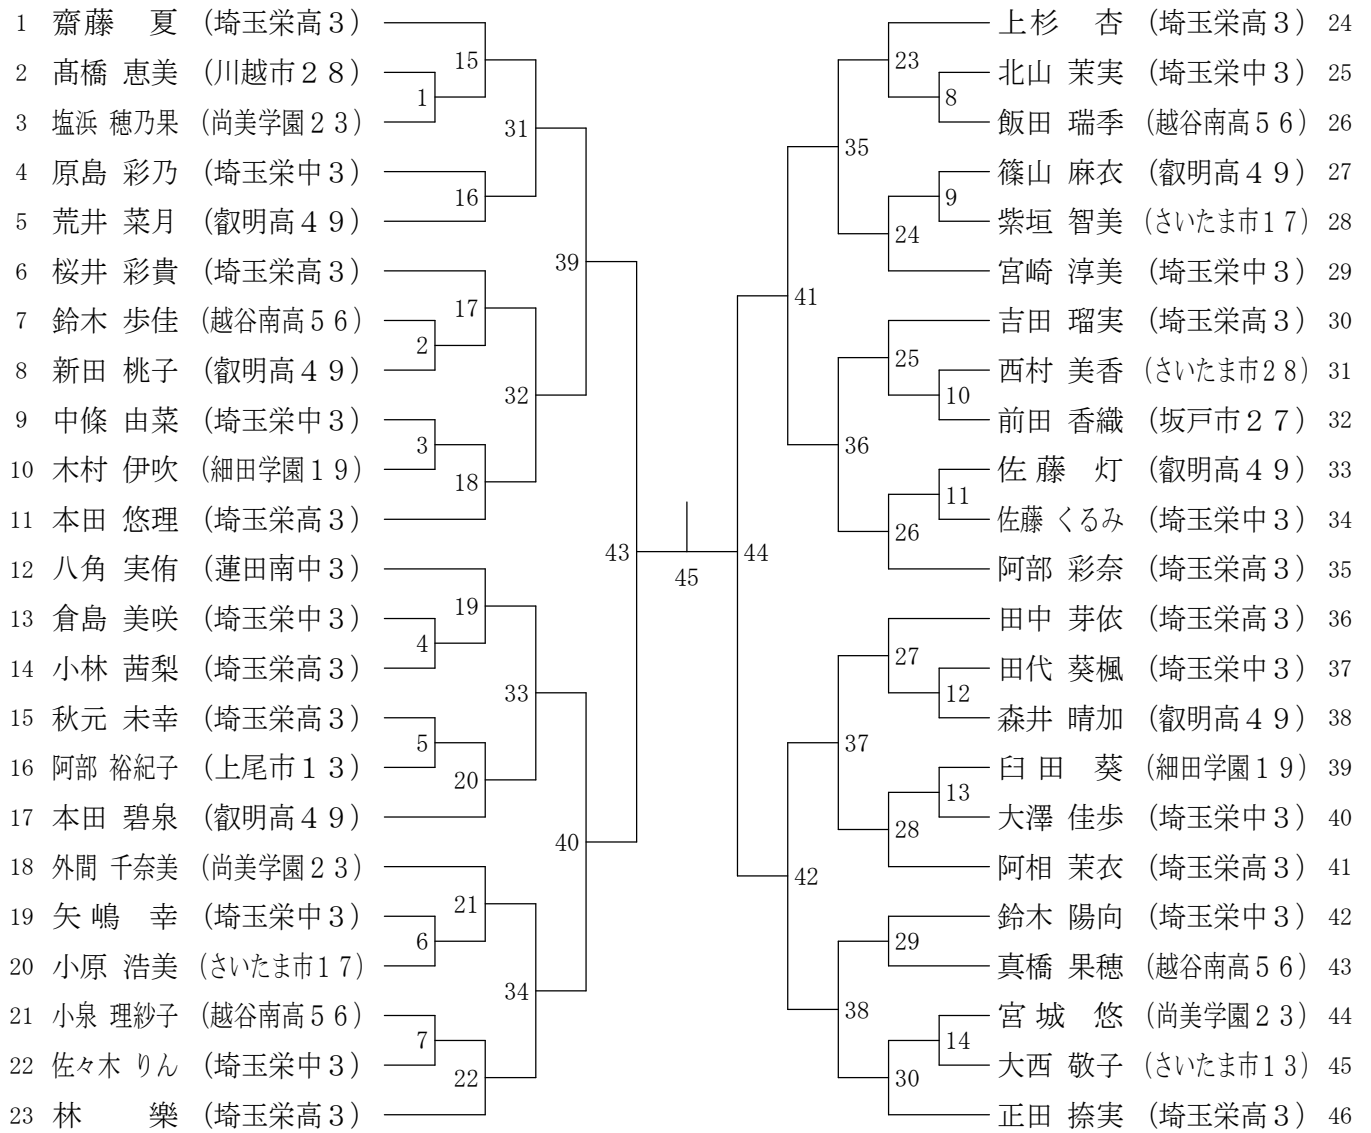 1 齋藤　夏 (埼玉栄高３)
2 髙橋 恵美 (川越市２８)
3 塩浜 穂乃果 (尚美学園２３)
4 原島 彩乃 (埼玉栄中３)
5 荒井 菜月 (叡明高４９)
6 桜井 彩貴 (埼玉栄高３)
7 鈴木 歩佳 (越谷南高５６)
8 新田 桃子 (叡明高４９)
9 中條 由菜 (埼玉栄中３)
10 木村 伊吹 (細田学園１９)
11 本田 悠理 (埼玉栄高３)
12 八角 実侑 (蓮田南中３)
13 倉島 美咲 (埼玉栄中３)
14 小林 茜梨 (埼玉栄高３)
15 秋元 未幸 (埼玉栄高３)
16 阿部 裕紀子 (上尾市１３)
17 本田 碧泉 (叡明高４９)
18 外間 千奈美 (尚美学園２３)
19 矢嶋　幸 (埼玉栄中３)
20 小原 浩美 (さいたま市１７)
21 小泉 理紗子 (越谷南高５６)
22 佐々木 りん (埼玉栄中３)
23 林　　樂 (埼玉栄高３)
15
1
31
16
39
17
2
32
3
18
43
19
4
33
5
20
40
21
6
34
7
22
45
44
23
8
35
9
24
41
25
10
36
11
26
27
12
37
13
28
42
29
38
14
30
上杉　杏 (埼玉栄高３) 24
北山 茉実 (埼玉栄中３) 25
飯田 瑞季 (越谷南高５６) 26
篠山 麻衣 (叡明高４９) 27
紫垣 智美 (さいたま市１７) 28
宮崎 淳美 (埼玉栄中３) 29
吉田 瑠実 (埼玉栄高３) 30
西村 美香 (さいたま市２８) 31
前田 香織 (坂戸市２７) 32
佐藤　灯 (叡明高４９) 33
佐藤 くるみ (埼玉栄中３) 34
阿部 彩奈 (埼玉栄高３) 35
田中 芽依 (埼玉栄高３) 36
田代 葵楓 (埼玉栄中３) 37
森井 晴加 (叡明高４９) 38
臼田　葵 (細田学園１９) 39
大澤 佳歩 (埼玉栄中３) 40
阿相 茉衣 (埼玉栄高３) 41
鈴木 陽向 (埼玉栄中３) 42
真橋 果穂 (越谷南高５６) 43
宮城　悠 (尚美学園２３) 44
大西 敬子 (さいたま市１３) 45
正田 捺実 (埼玉栄高３) 46